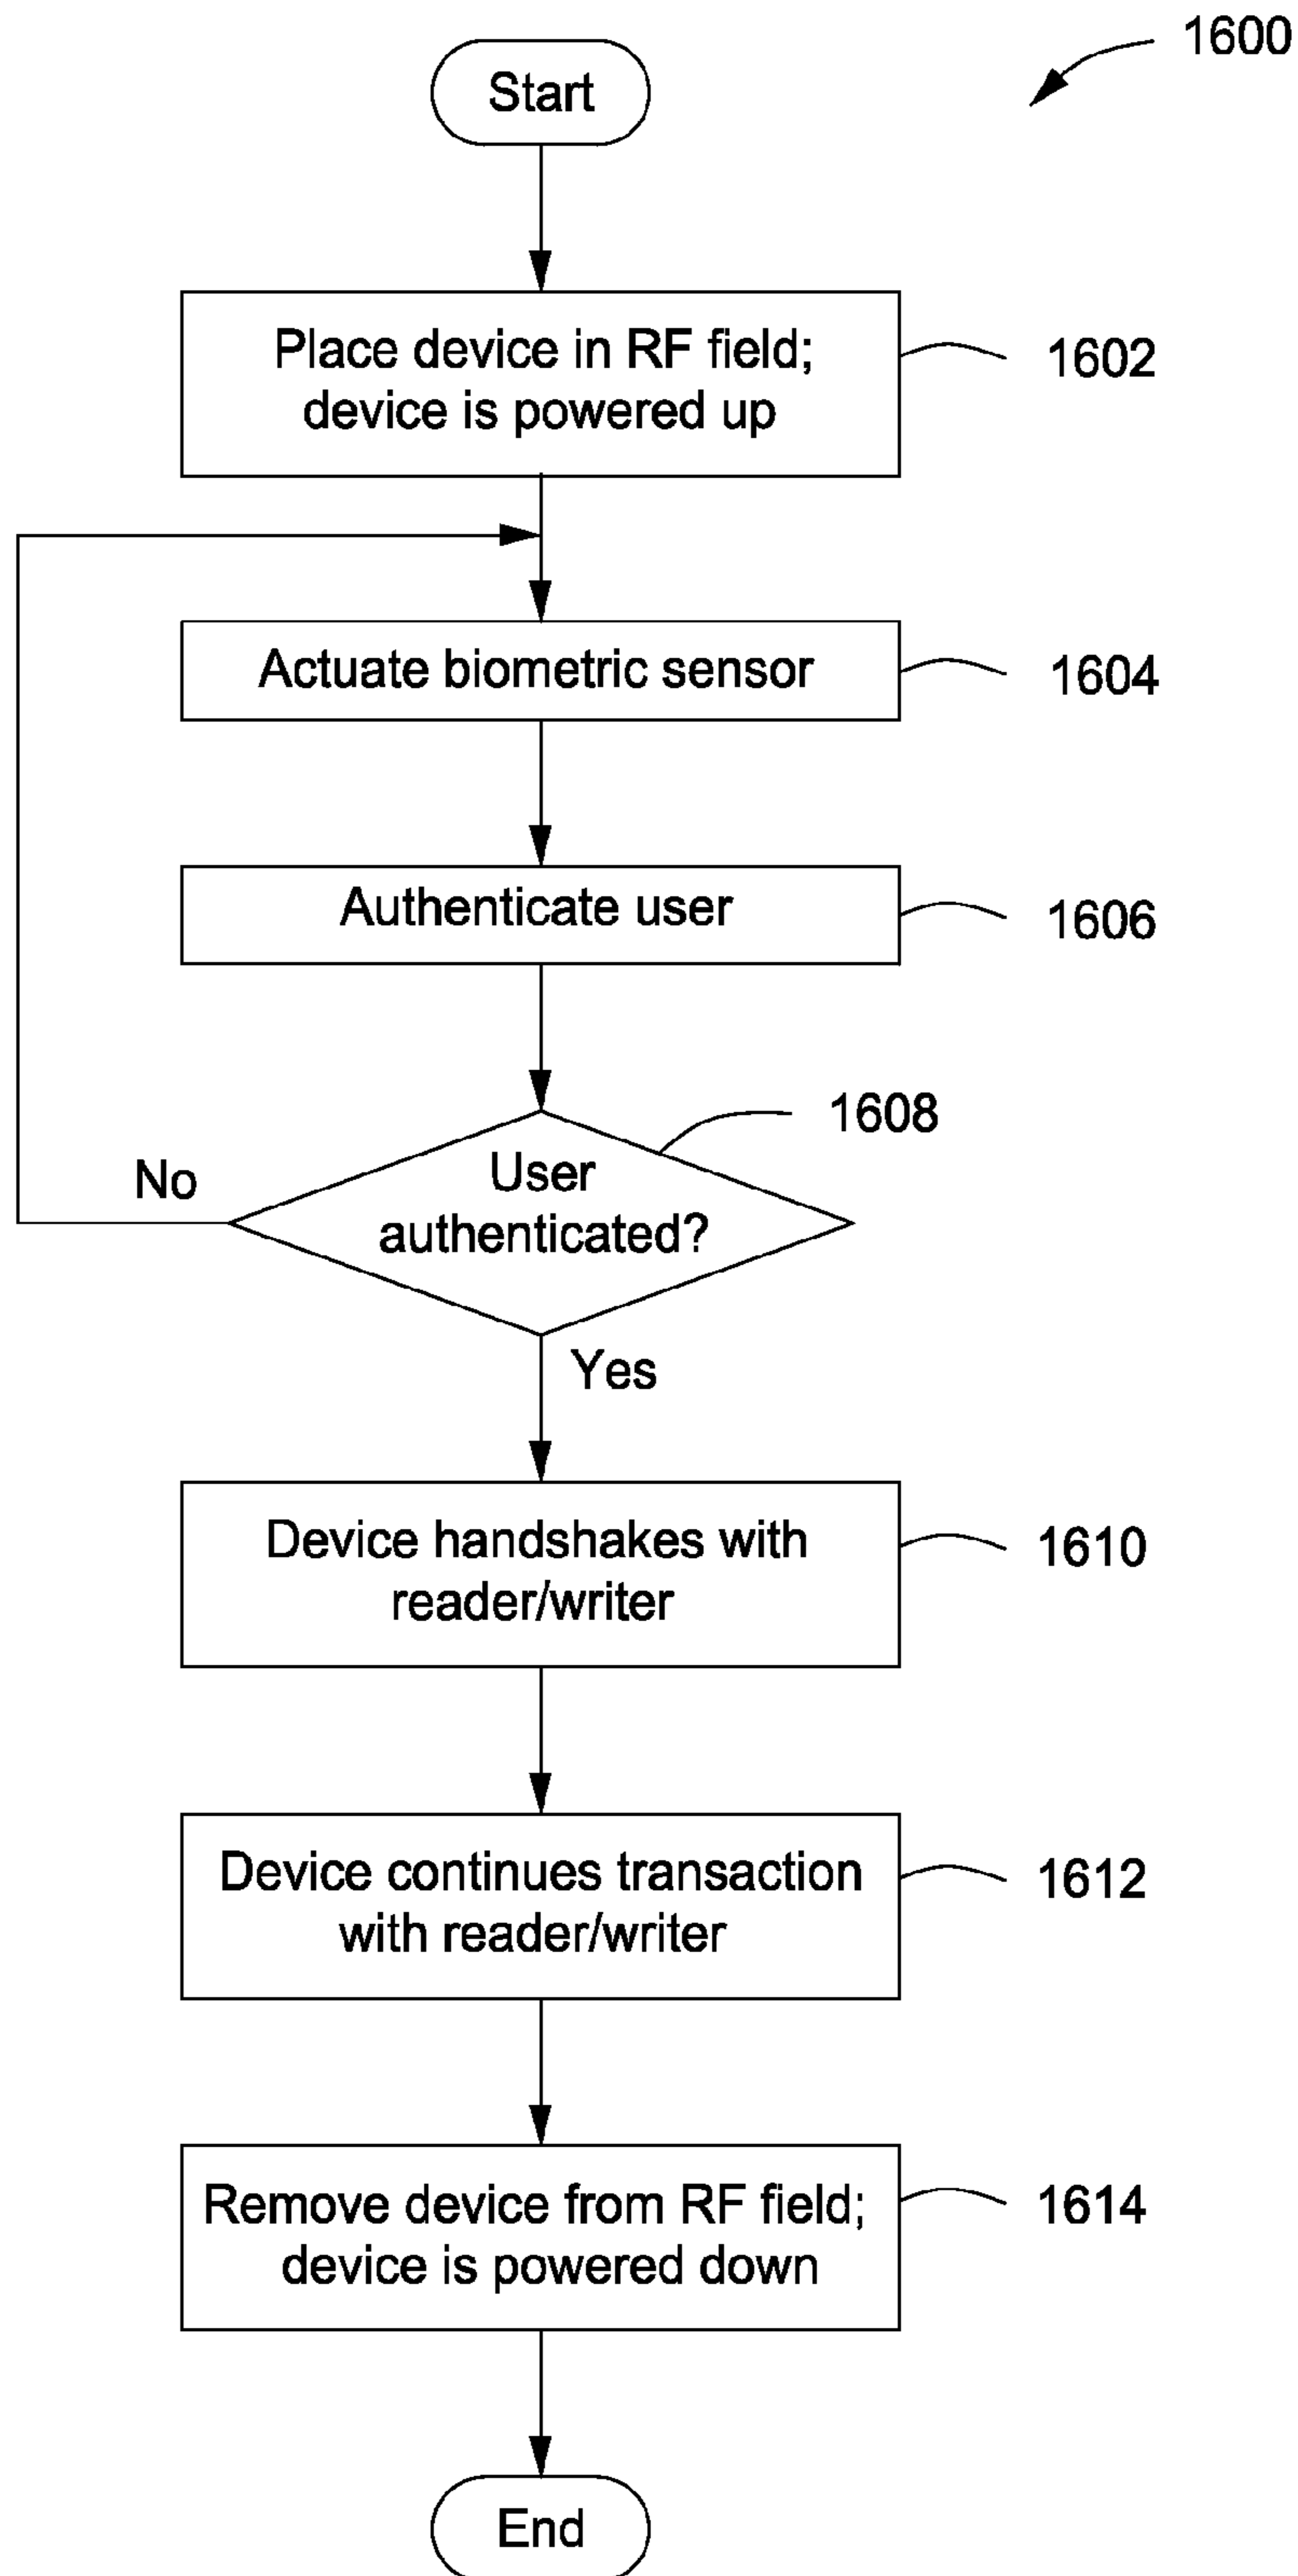 1600
Start
Place device in RF field;
device is powered up
1602
Actuate biometric sensor
1604
Authenticate user
1606
1608
User
authenticated?
No
Yes
Device handshakes with
reader/writer
1610
Device continues transaction
with reader/writer
1612
Remove device from RF field;
device is powered down
1614
End